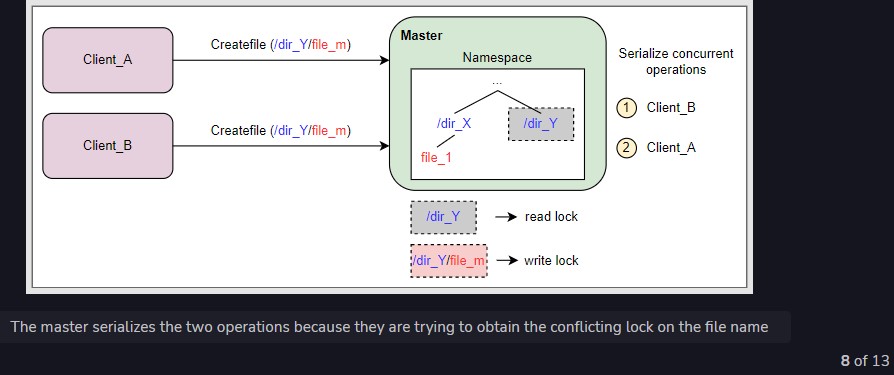 Client_A
Createfile (/dir_Y/file_m)
Client_B
Createfile (/dir_Y/file_m)
Master
Namespace
...
/dir_X
/dir_Y
file_1
Serialize concurrent
operations
1 Client_B
2 Client_A
/dir_Y read lock
/dir_Y/file_m write lock
The master serializes the two operations because they are trying to obtain the conflicting lock on the file name
8 of 13